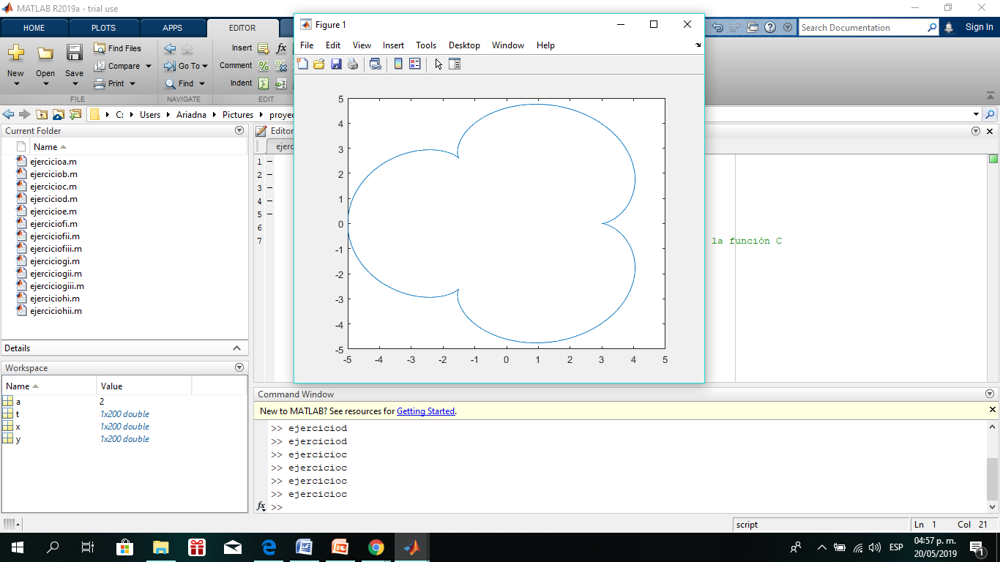 MATLAB R2019a - trial use
HOME PLOTS APPS EDITOR
Search Documentation
Sign In
New
Open
Save
Find Files
Compare
Print
Go To
Find
Insert
fx
Comment
Indent
FILE
NAVIGATE
EDIT
C: Users Ariadna Pictures proyec
Current Folder
Name
ejercicioa.m
ejerciciob.m
ejercicioc.m
ejerciciod.m
ejercicioe.m
ejerciciofi.m
ejerciciofii.m
ejerciciofiii.m
ejerciciogi.m
ejerciciogii.m
ejerciciogiii.m
ejerciciohi.m
ejerciciohii.m
Details
Workspace
Name Value
a 2
t 1x200 double
x 1x200 double
y 1x200 double
Editor
ejerc
1
2
3
4
5
6
7
la función C
Figure 1
File Edit View Insert Tools Desktop Window Help
5
4
3
2
1
0
-1
-2
-3
-4
-5
-5 -4 -3 -2 -1 0 1 2 3 4 5
Command Window
New to MATLAB? See resources for Getting Started.
>> ejerciciod
>> ejerciciod
>> ejercicioc
>> ejercicioc
>> ejercicioc
>> ejercicioc
fx >>
script
Ln 1 Col 21
ESP
04:57 p. m.
20/05/2019
1